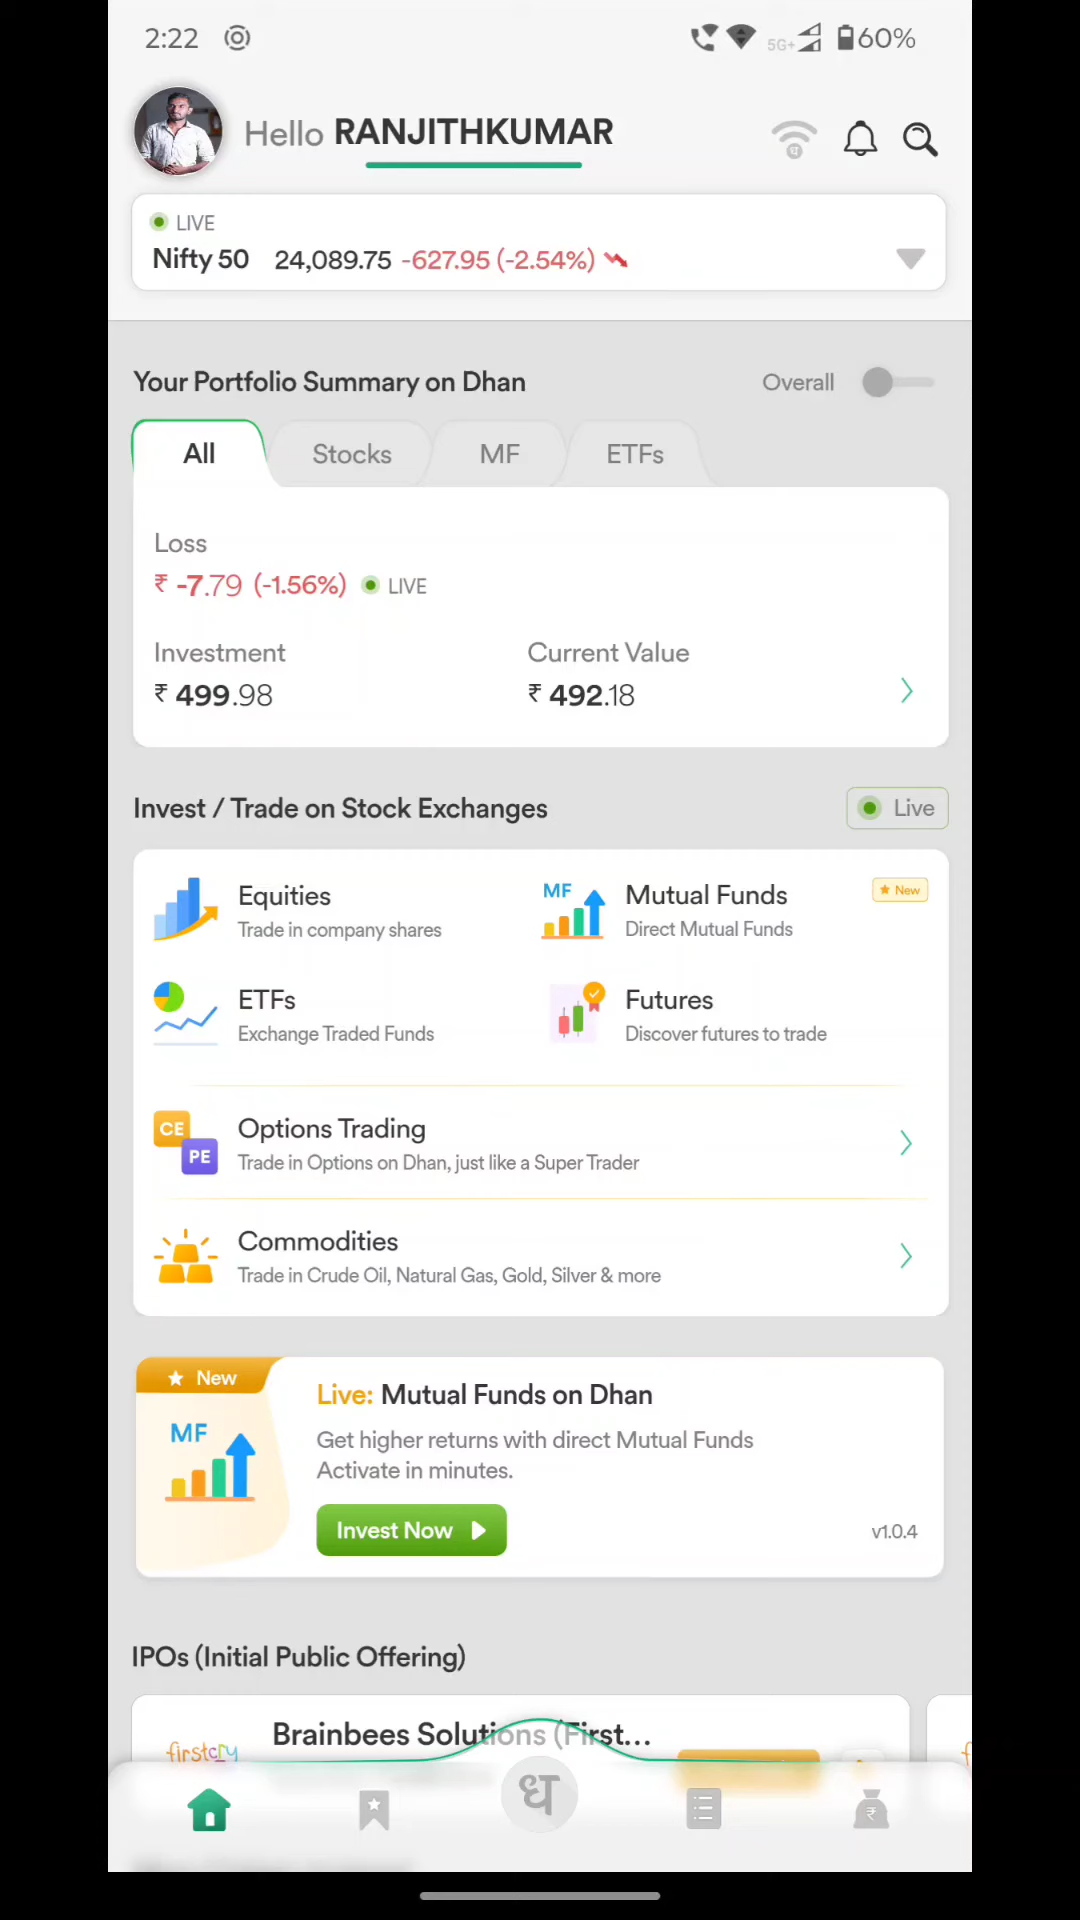 2:22
5G+
60%
Hello RANJITHKUMAR
LIVE
Nifty 50 24,089.75 -627.95 (-2.54%)
Your Portfolio Summary on Dhan
Overall
All
Stocks
MF
ETFs
Loss
₹ -7.79 (-1.56%) LIVE
Investment
Current Value
₹ 499.98
₹ 492.18
Invest / Trade on Stock Exchanges
Live
Equities
Trade in company shares
MF
Mutual Funds
Direct Mutual Funds
New
ETFs
Exchange Traded Funds
Futures
Discover futures to trade
CE
PE
Options Trading
Trade in Options on Dhan, just like a Super Trader
Commodities
Trade in Crude Oil, Natural Gas, Gold, Silver & more
New
MF
Live: Mutual Funds on Dhan
Get higher returns with direct Mutual Funds
Activate in minutes.
Invest Now
v1.0.4
IPOs (Initial Public Offering)
firstcry
Brainbees Solutions (First...
ध
₹